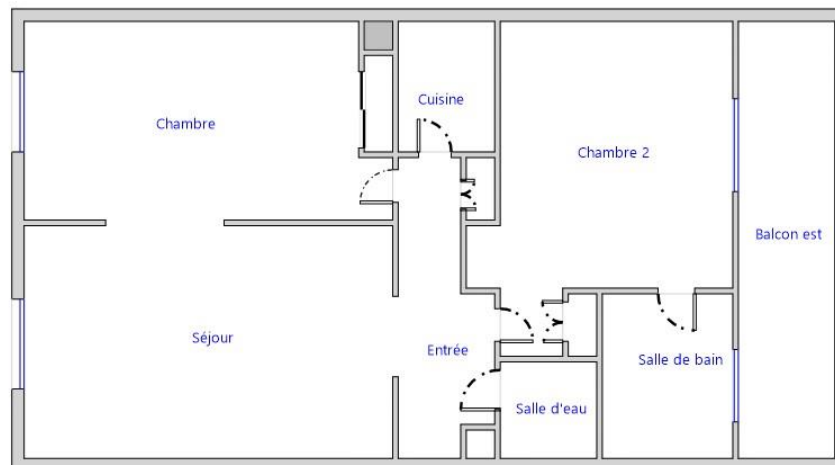 Cuisine
Chambre
Chambre 2
Balcon est
Séjour
Entrée
Salle de bain
Salle d'eau